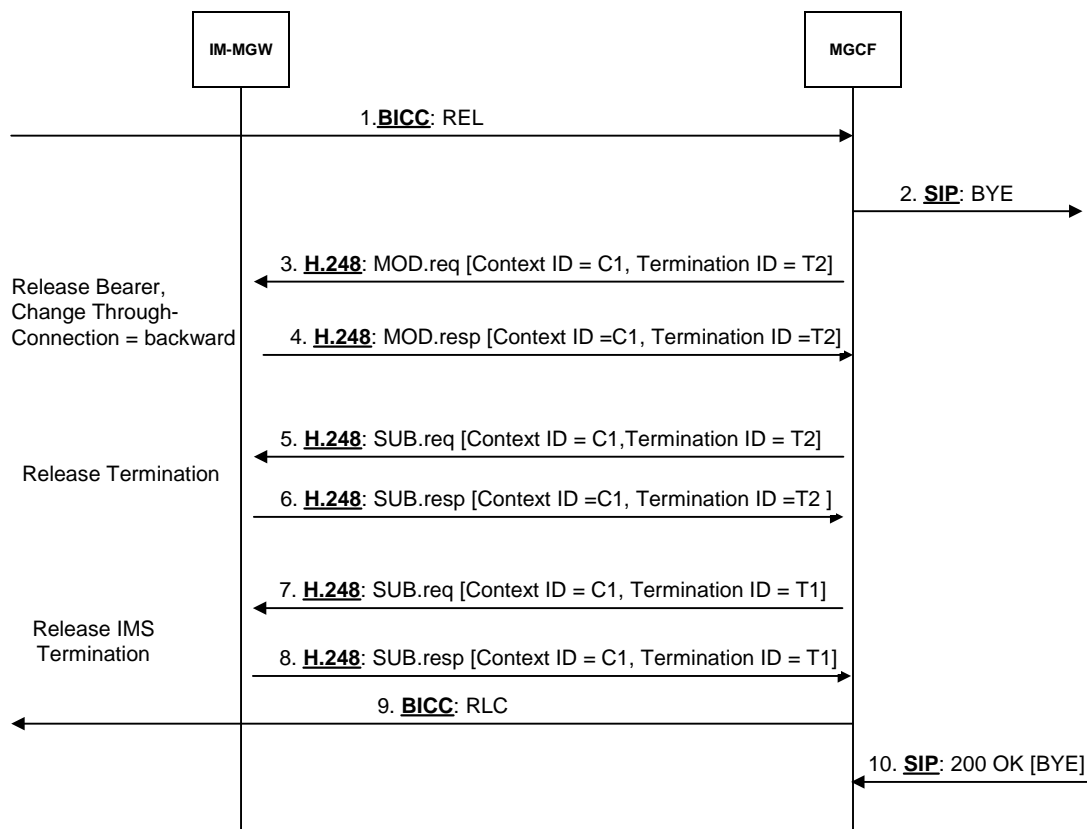 IM-MGW
MGCF
1.BICC: REL
2. SIP: BYE
3. H.248: MOD.req [Context ID = C1, Termination ID = T2]
Release Bearer,
Change Through-
Connection = backward
4. H.248: MOD.resp [Context ID =C1, Termination ID =T2]
5. H.248: SUB.req [Context ID = C1,Termination ID = T2]
Release Termination
6. H.248: SUB.resp [Context ID =C1, Termination ID =T2 ]
7. H.248: SUB.req [Context ID = C1, Termination ID = T1]
Release IMS
Termination
8. H.248: SUB.resp [Context ID = C1, Termination ID = T1]
9. BICC: RLC
10. SIP: 200 OK [BYE]